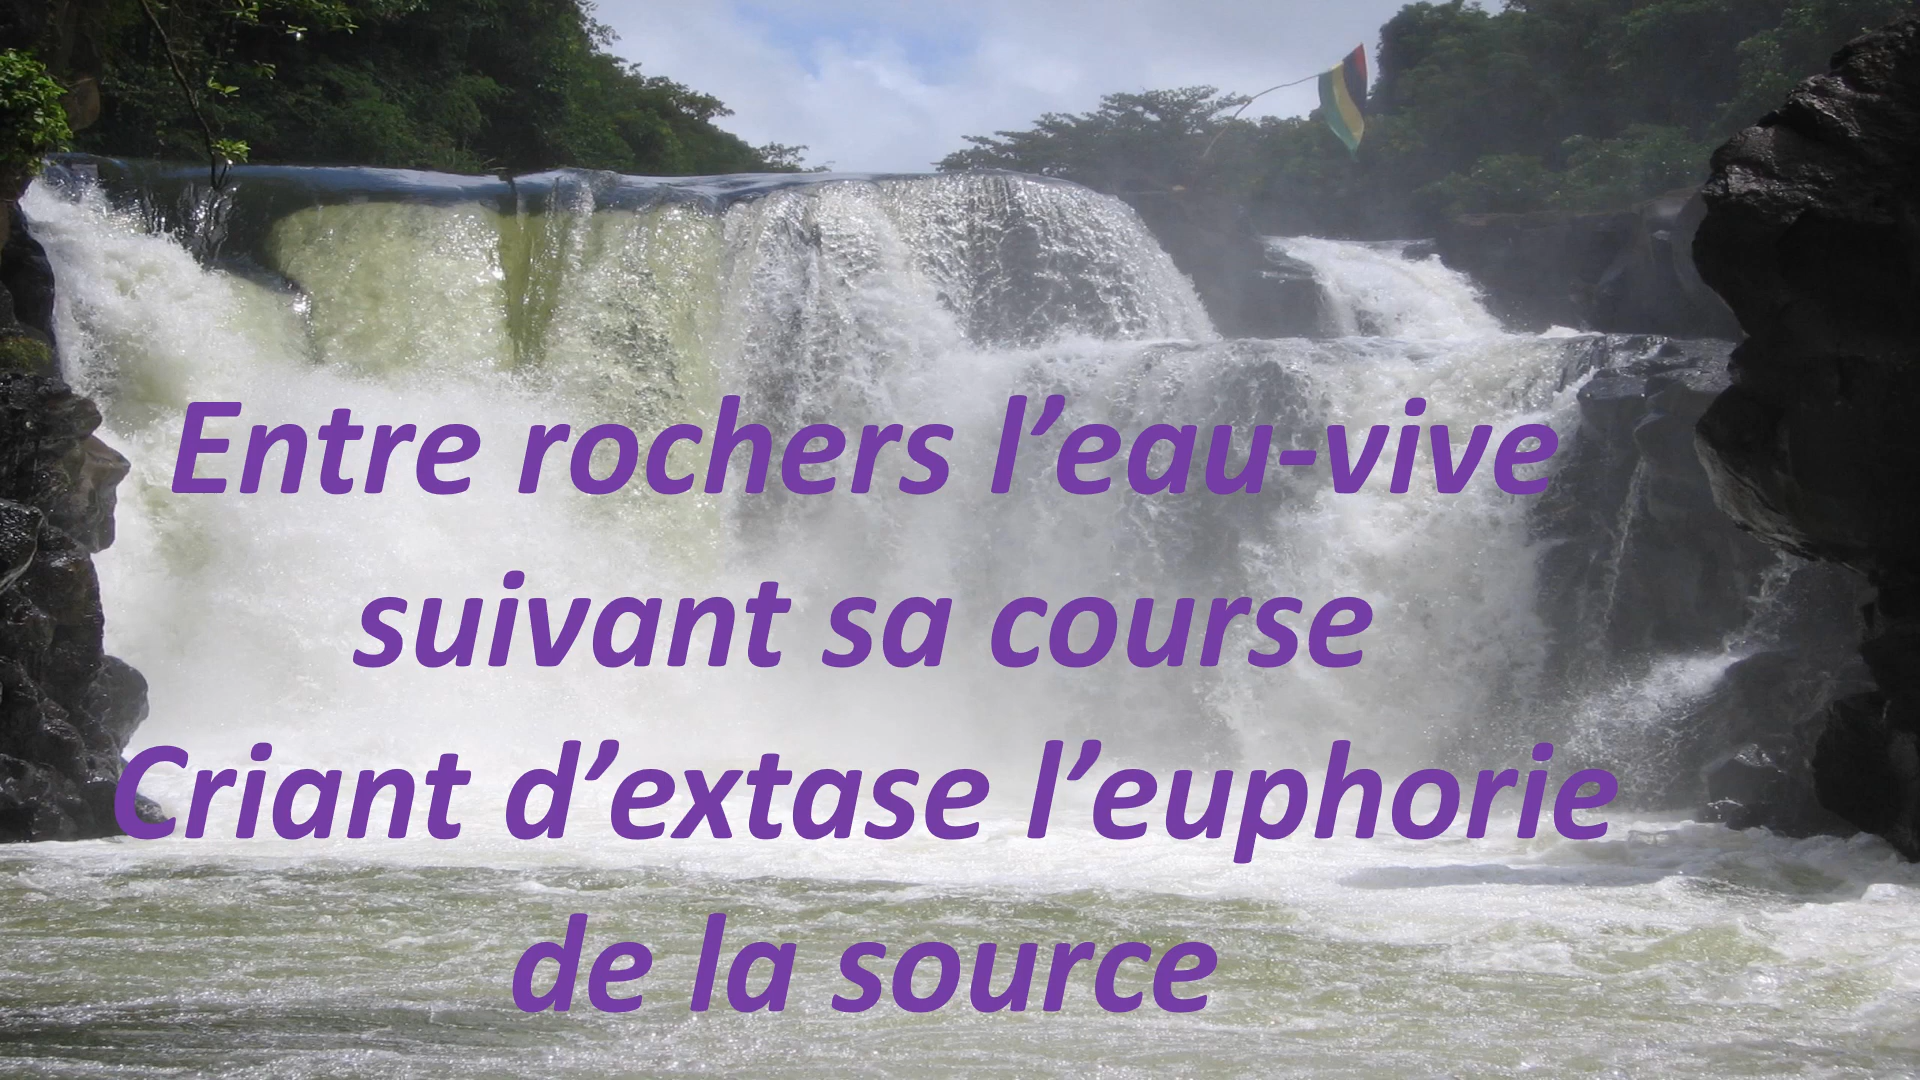 Entre rochers l’eau-vive
suivant sa course
Criant d’extase l’euphorie
de la source